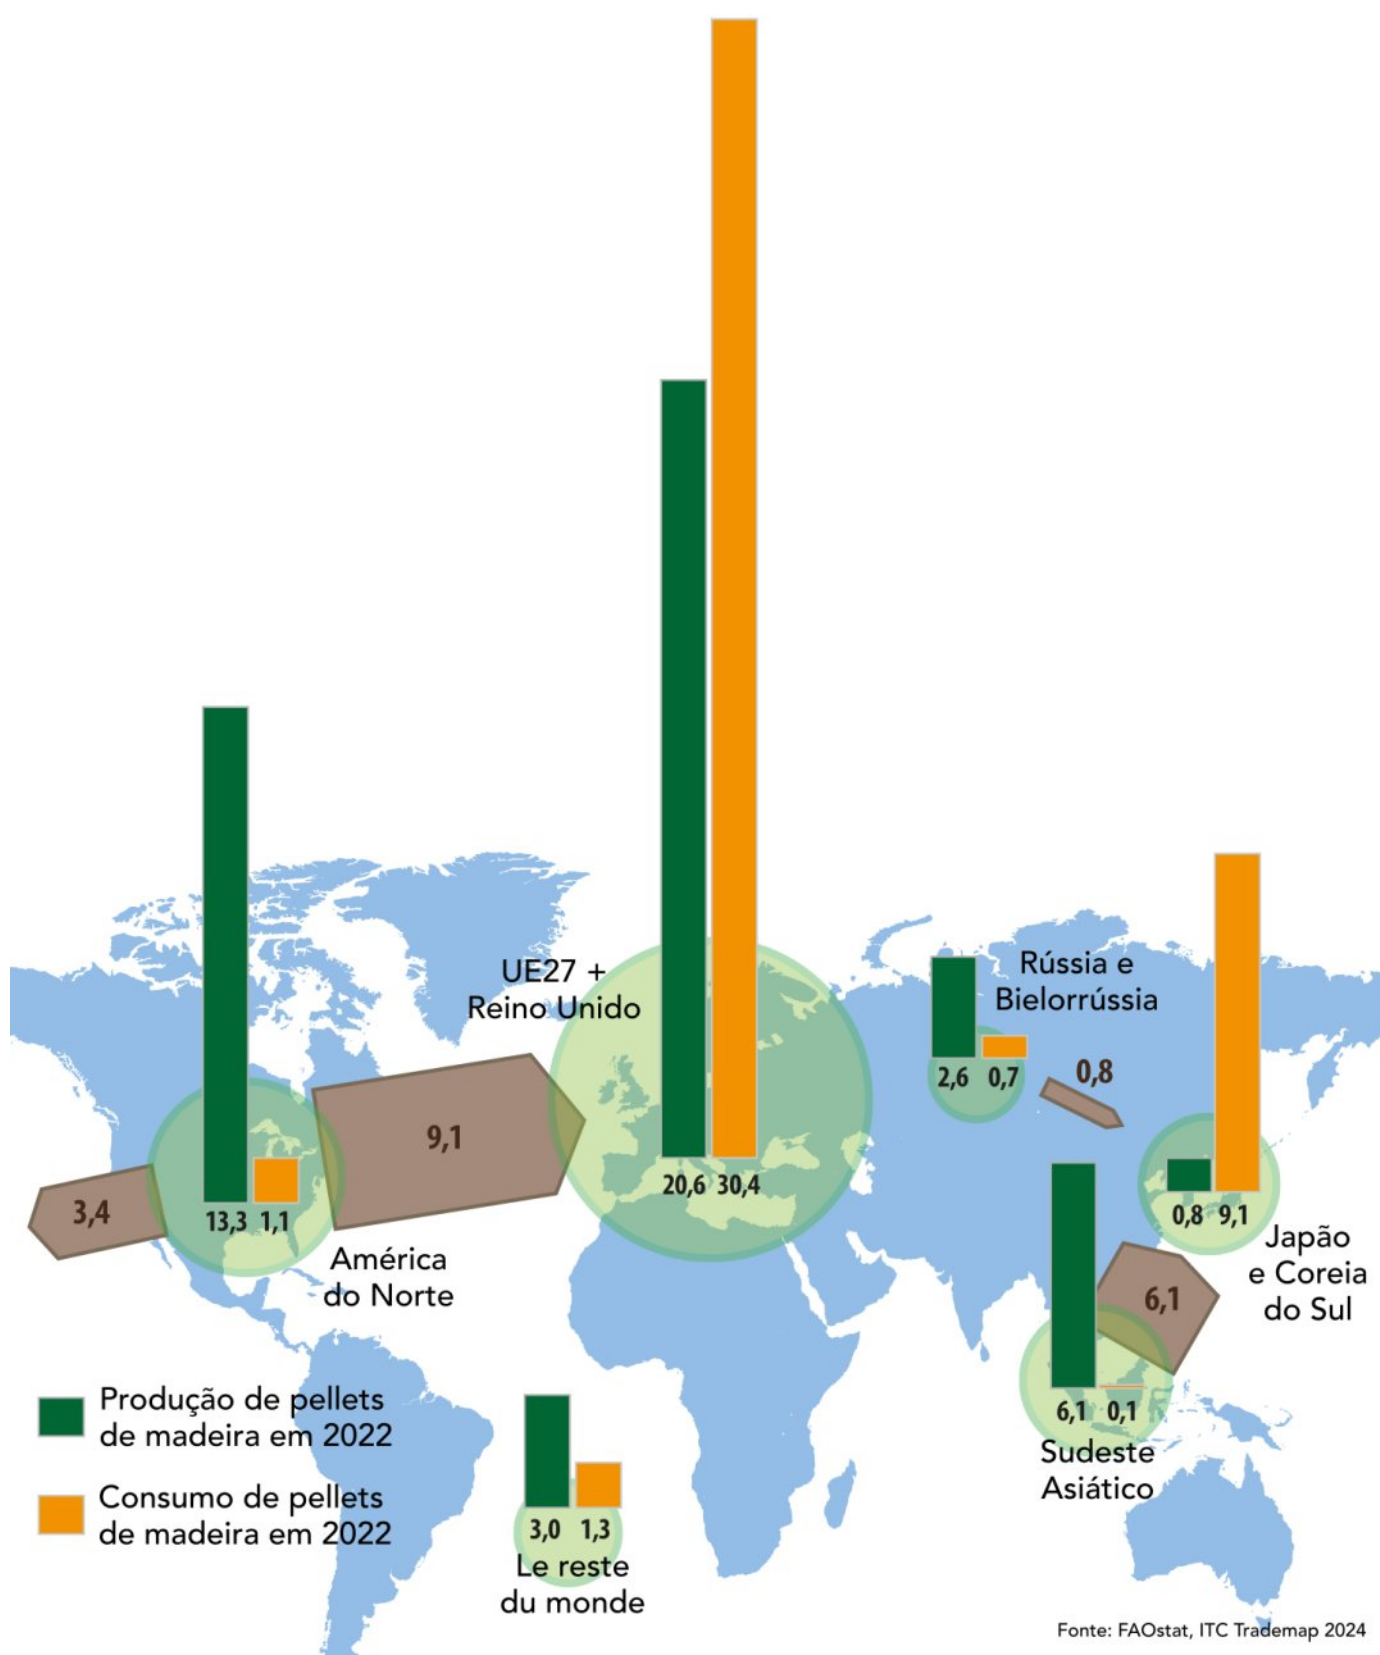 UE27 +
Reino Unido
Rússia e
Bielorrússia
2,6 0,7
0,8
9,1
20,6 30,4
3,4
13,3 1,1
0,8 9,1
América
do Norte
Japão
e Coreia
do Sul
6,1
6,1 0,1
Sudeste
Asiático
Produção de pellets
de madeira em 2022
Consumo de pellets
de madeira em 2022
3,0 1,3
Le reste
du monde
Fonte: FAOstat, ITC Trademap 2024